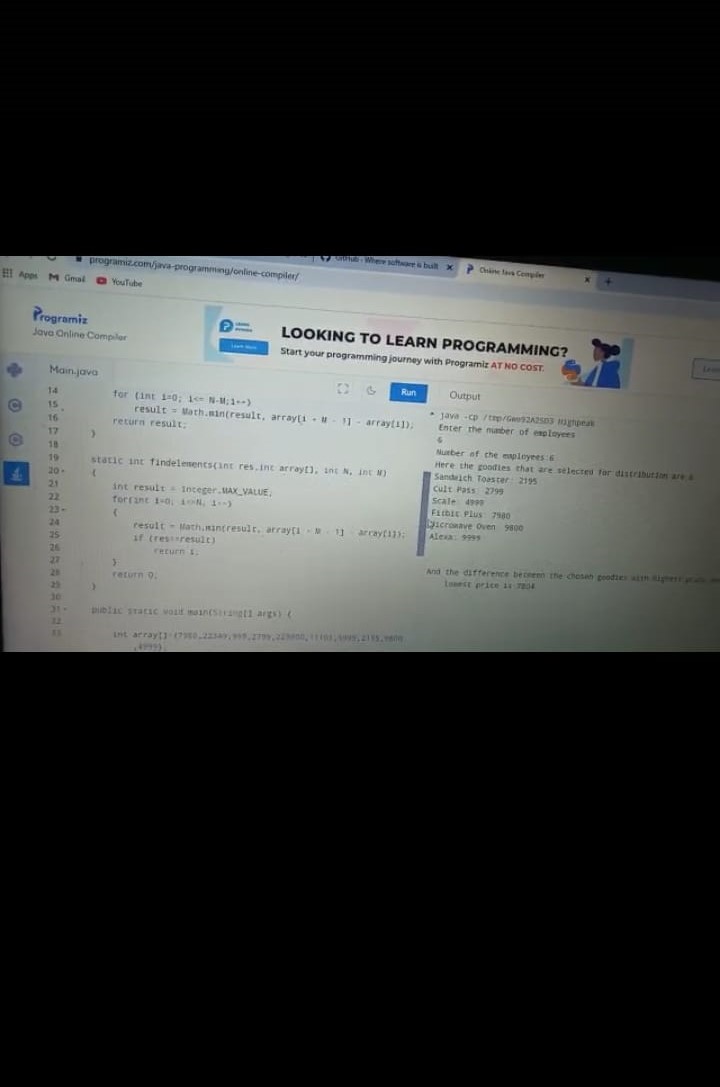 programiz.com/java-programming/online-compiler/
GitHub - Where software is built
Online Java Compiler
Apps
Gmail
YouTube
Programiz
Java Online Compiler
Learn More
LOOKING TO LEARN PROGRAMMING?
Start your programming journey with Programiz AT NO COST.
Main.java
Run
Output
14
15 for (int i=0; i<= N-M;i++)
16 result = Math.min(result, array[i + M - 1] - array[i]);
17 return result;
18 }
19
20 static int findelements(int res,int array[], int N, int M)
21 {
22 int result = Integer.MAX_VALUE;
23 for(int i=0; i<=N, i++)
24 {
25 result = Math.min(result, array[i + M - 1] - array[i]);
26 if (res==result)
27 return i;
28 }
29 return 0;
30 }
31
32 public static void main(String[] args) {
33
int array[]={7980,22349,999,2799,229900,11101,9999,2195,9800
,4999};
java -cp /tmp/
Highpeak
Enter the number of employees
6
Number of the employees:6
Here the goodies that are selected for distribution are:
Sandwich Toaster: 2195
Cult Pass: 2799
Scale: 4999
Fitbit Plus: 7980
Microwave Oven: 9800
Alexa: 9999
And the difference between the chosen goodies with highest price
lowest price is 7804